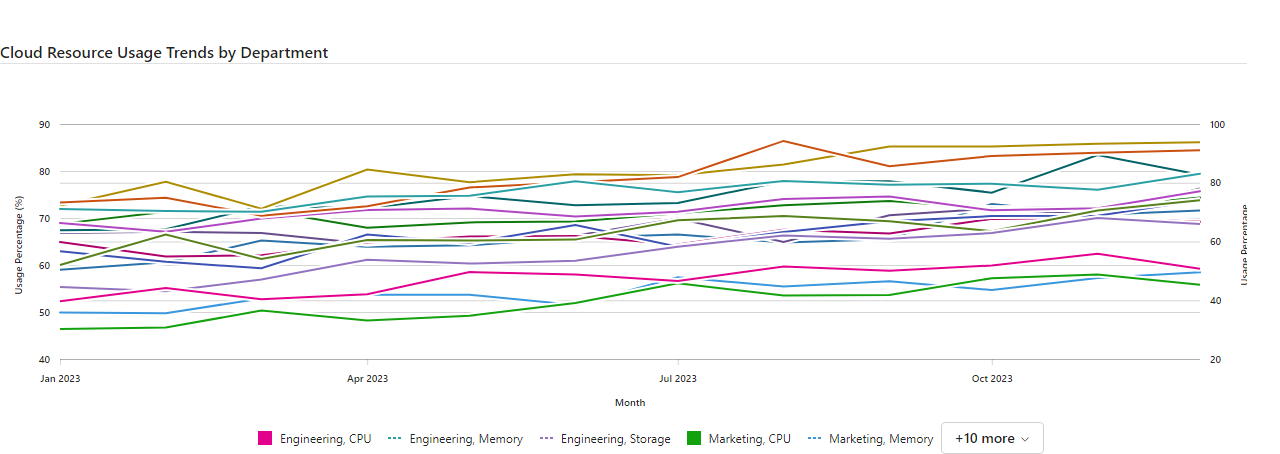 Cloud Resource Usage Trends by Department
90
80
70
60
50
40
100
80
60
40
20
Usage Percentage (%)
Usage Percentage
Jan 2023
Apr 2023
Jul 2023
Oct 2023
Month
Engineering, CPU
Engineering, Memory
Engineering, Storage
Marketing, CPU
Marketing, Memory
+10 more